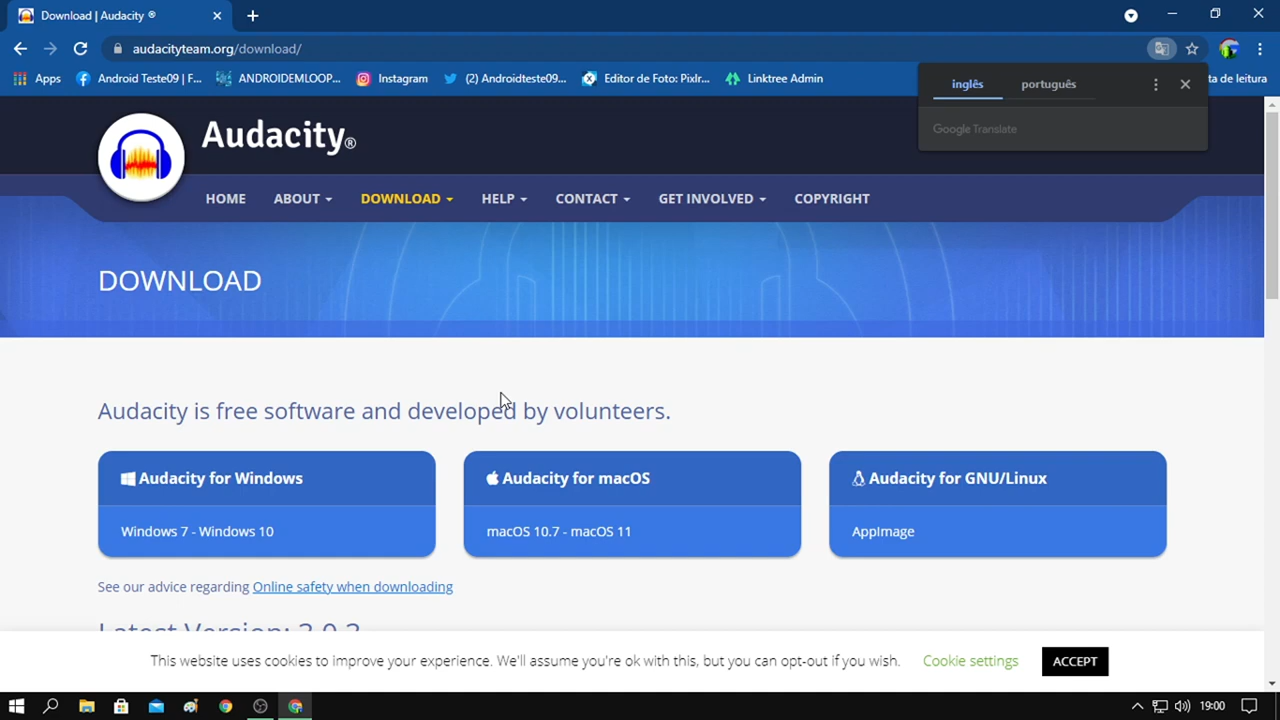 Download | Audacity ®
audacityteam.org/download/
Apps
Android Teste09 | F...
ANDROIDEMLOOP...
Instagram
(2) Androidteste09...
Editor de Foto: Pixlr...
Linktree Admin
ta de leitura
inglês
português
Google Translate
Audacity®
HOME
ABOUT
DOWNLOAD
HELP
CONTACT
GET INVOLVED
COPYRIGHT
DOWNLOAD
Audacity is free software and developed by volunteers.
Audacity for Windows
Windows 7 - Windows 10
Audacity for macOS
macOS 10.7 - macOS 11
Audacity for GNU/Linux
AppImage
See our advice regarding Online safety when downloading
Latest Version: 3.0.2
This website uses cookies to improve your experience. We'll assume you're ok with this, but you can opt-out if you wish.
Cookie settings
ACCEPT
19:00